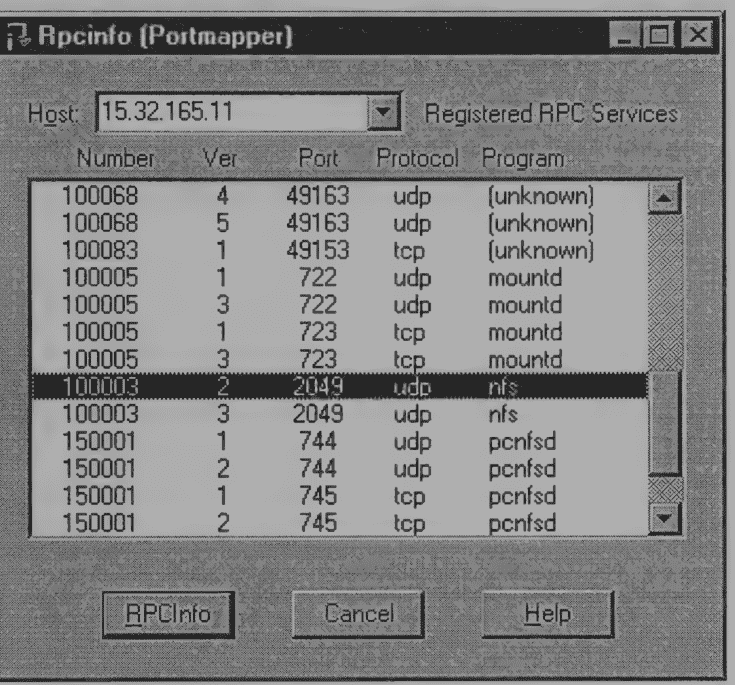 Rpcinfo (Portmapper)
Host: 15.32.165.11 Registered RPC Services
Number Ver Port Protocol Program
100068 4 49163 udp (unknown)
100068 5 49163 udp (unknown)
100083 1 49153 tcp (unknown)
100005 1 722 udp mountd
100005 3 722 udp mountd
100005 1 723 tcp mountd
100005 3 723 tcp mountd
100003 2 2049 udp nfs
100003 3 2049 udp nfs
150001 1 744 udp pcnfsd
150001 2 744 udp pcnfsd
150001 1 745 tcp pcnfsd
150001 2 745 tcp pcnfsd
RPCInfo Cancel Help